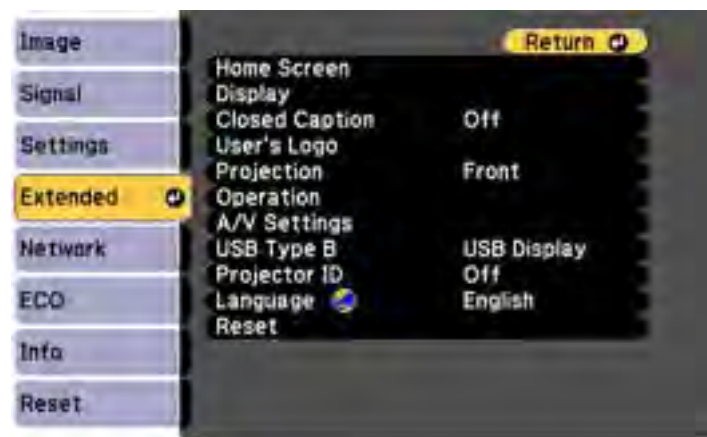 Image
Signal
Settings
Extended
Network
ECO
Info
Reset
Return
Home Screen
Display
Closed Caption Off
User's Logo
Projection Front
Operation
A/V Settings
USB Type B USB Display
Projector ID Off
Language English
Reset